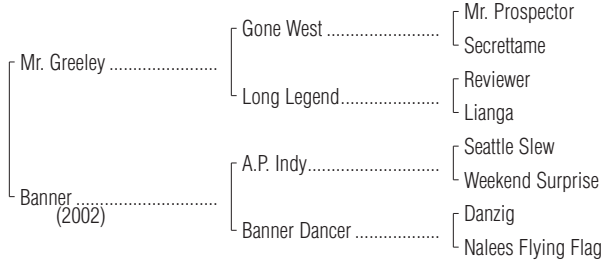 Mr. Prospector
Gone West ....................
Secrettame
Mr. Greeley ...................
Reviewer
Long Legend.................
Lianga
Seattle Slew
A.P. Indy.......................
Weekend Surprise
Banner .........................
(2002)
Danzig
Banner Dancer ..............
Nalees Flying Flag